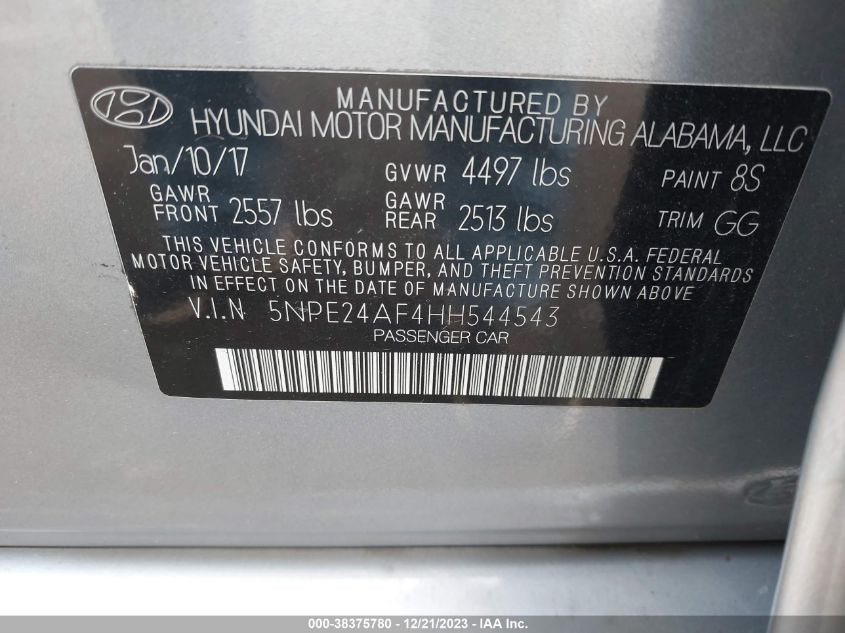 MANUFACTURED BY
HYUNDAI MOTOR MANUFACTURING ALABAMA, LLC
Jan/10/17 GVWR 4497 lbs PAINT 8S
GAWR FRONT 2557 lbs GAWR REAR 2513 lbs TRIM GG
THIS VEHICLE CONFORMS TO ALL APPLICABLE U.S.A. FEDERAL
MOTOR VEHICLE SAFETY, BUMPER, AND THEFT PREVENTION STANDARDS
IN EFFECT ON THE DATE OF MANUFACTURE SHOWN ABOVE
V.I.N 5NPE24AF4HH544543
PASSENGER CAR
000-38375780 - 12/21/2023 - IAA Inc.